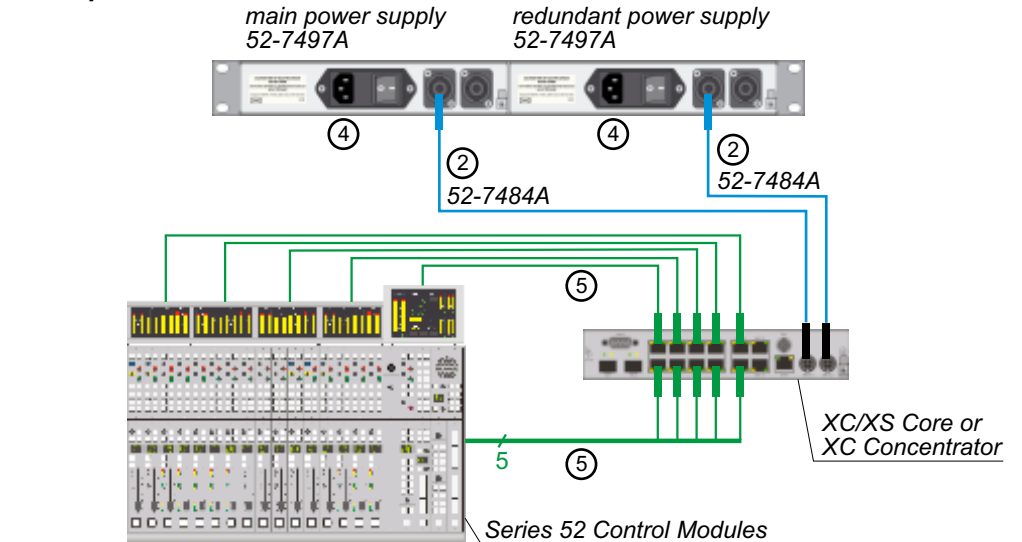 main power supply
52-7497A
redundant power supply
52-7497A
4
4
2
52-7484A
2
52-7484A
5
5
5
XC/XS Core or
XC Concentrator
Series 52 Control Modules